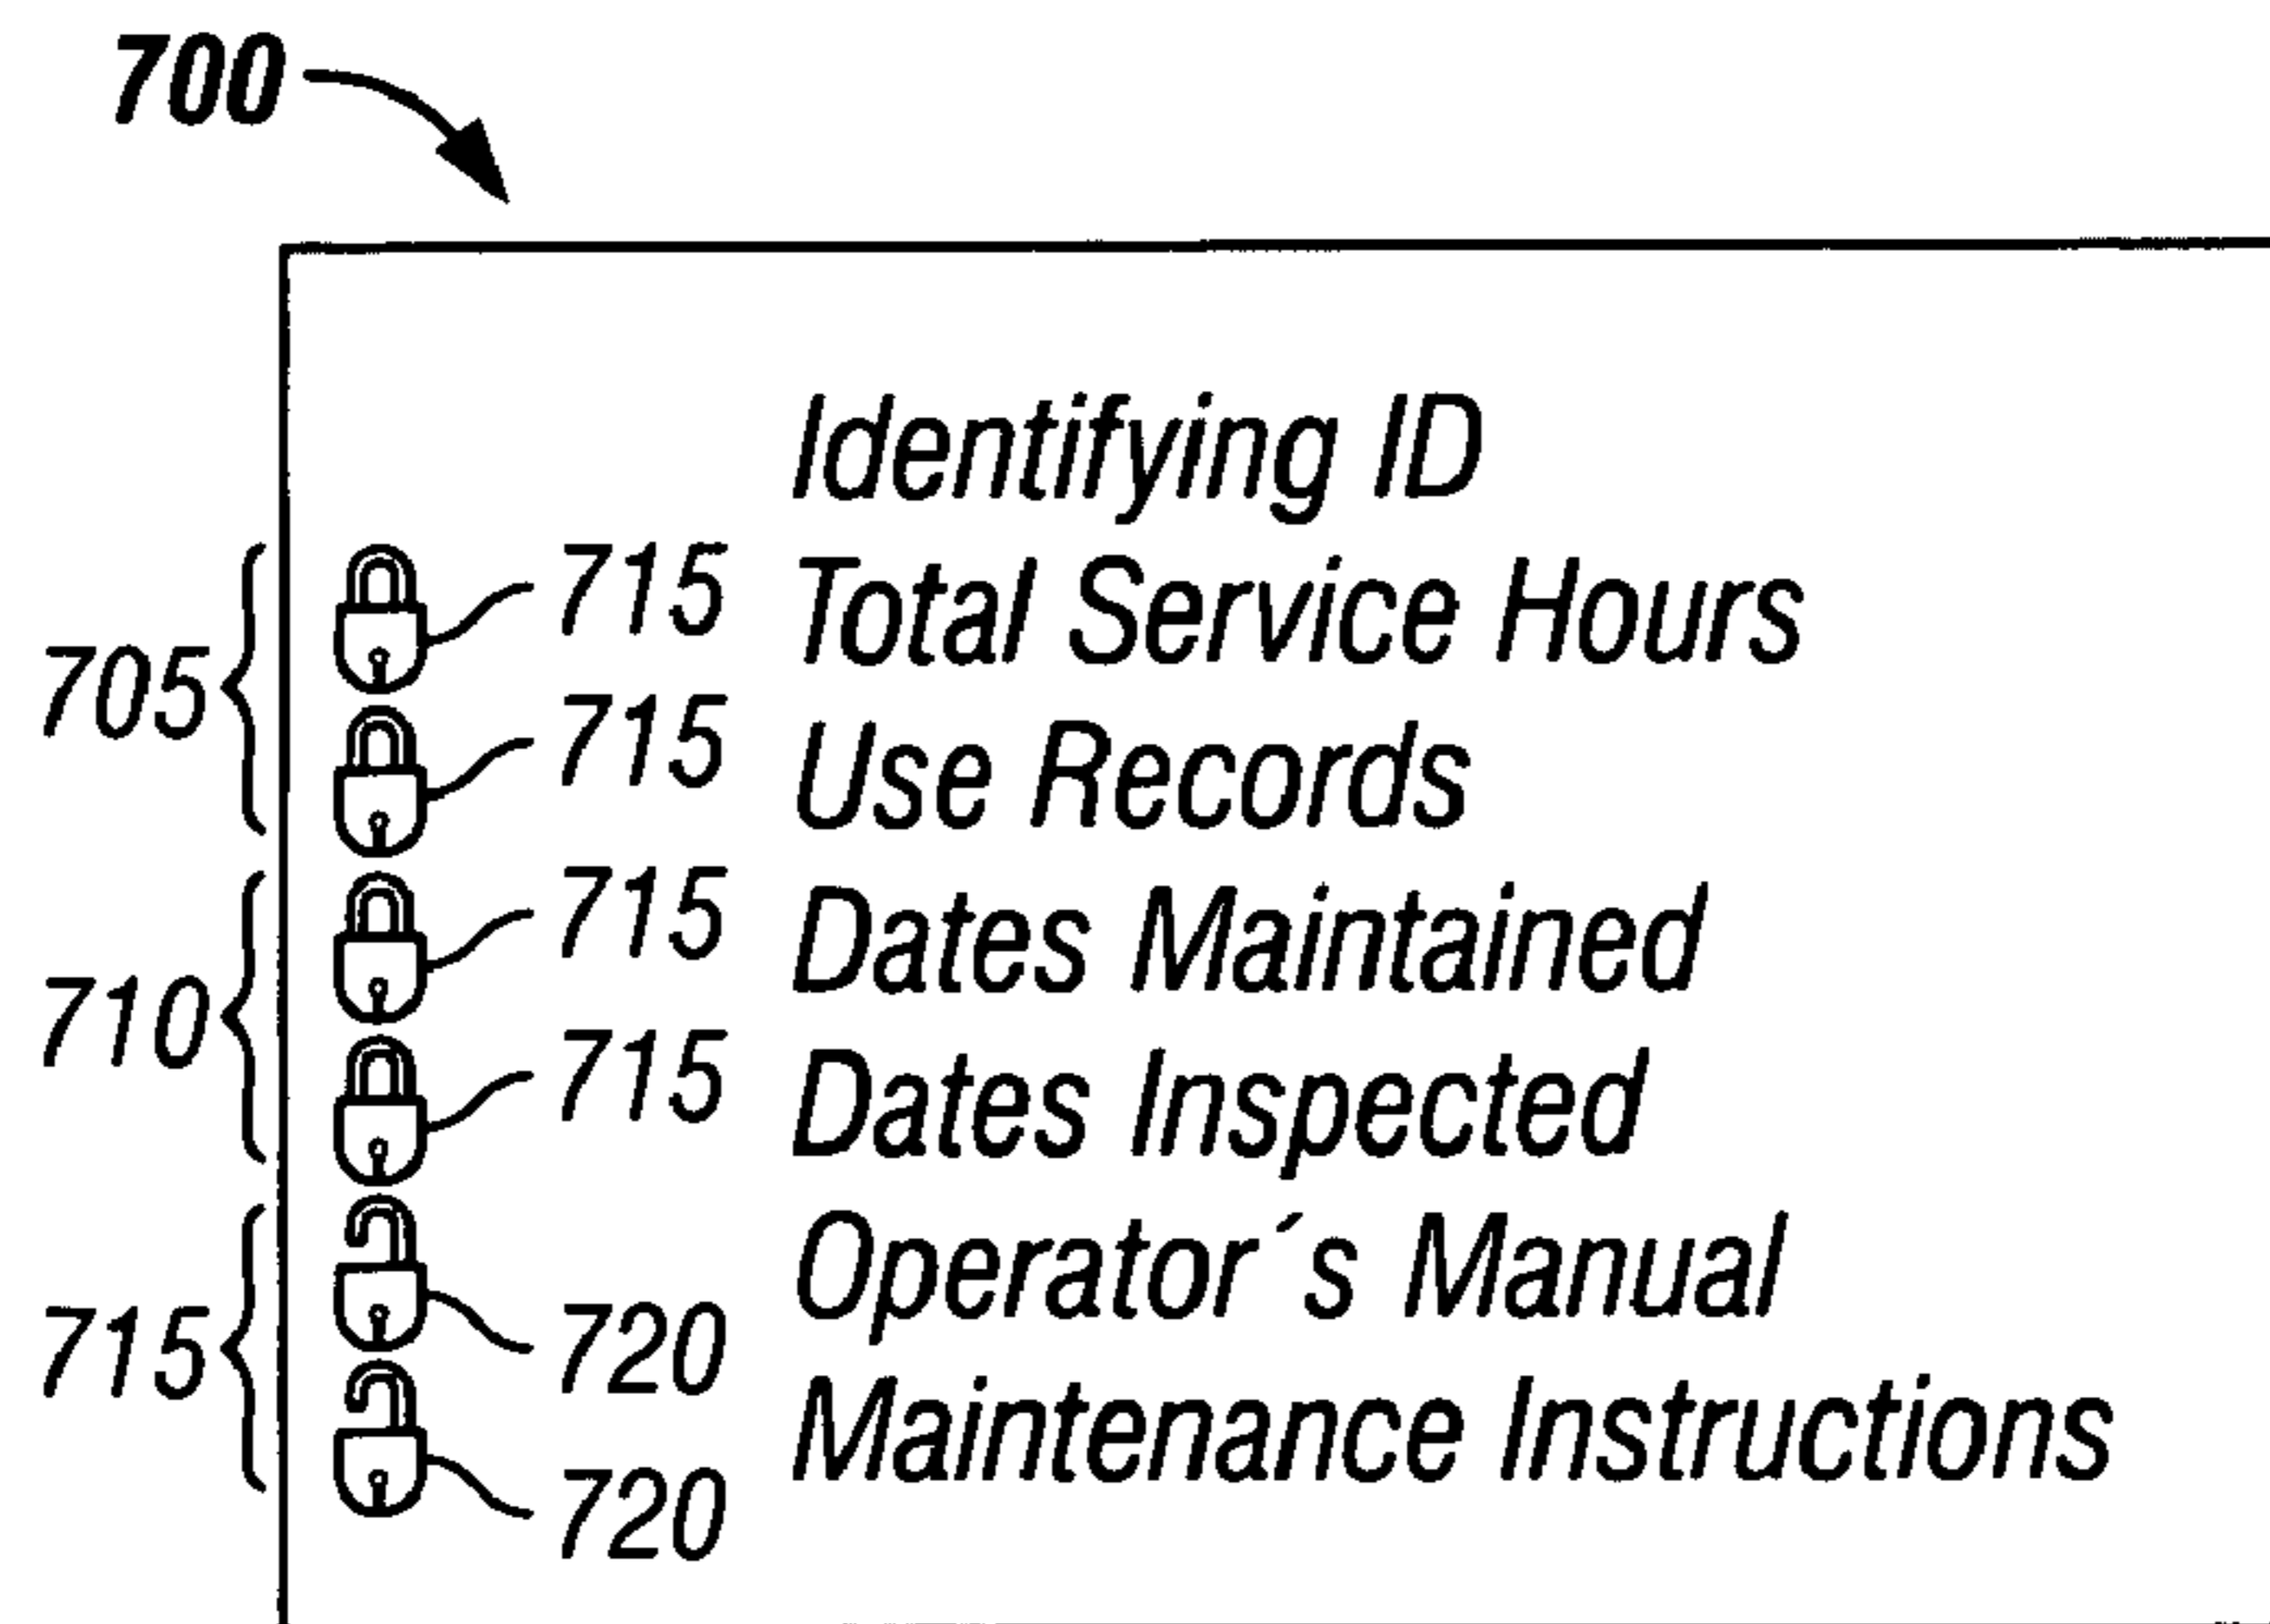 700
Identifying ID
715 Total Service Hours
705
715 Use Records
715 Dates Maintained
710
715 Dates Inspected
Operator´s Manual
715 720
Maintenance Instructions
720